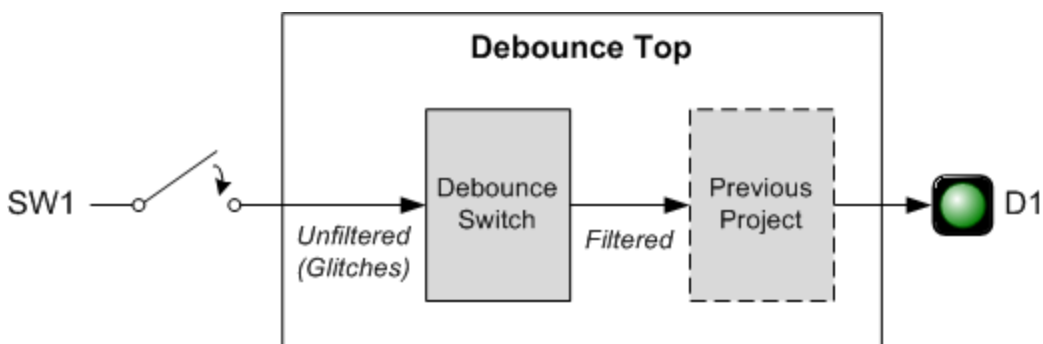 Debounce Top
SW1
Unfiltered
(Glitches)
Debounce
Switch
Filtered
Previous
Project
D1